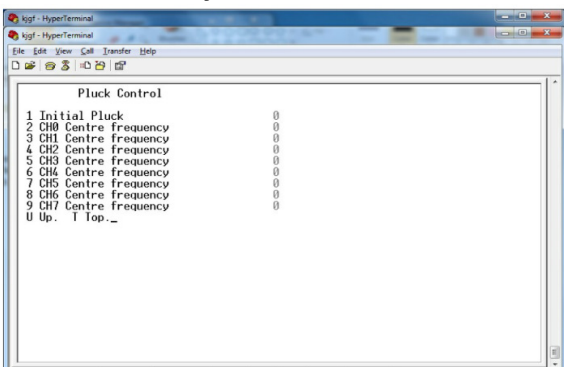 kjgf - HyperTerminal
kjgf - HyperTerminal
File Edit View Call Transfer Help
Pluck Control
1 Initial Pluck 0
2 CH0 Centre frequency 0
3 CH1 Centre frequency 0
4 CH2 Centre frequency 0
5 CH3 Centre frequency 0
6 CH4 Centre frequency 0
7 CH5 Centre frequency 0
8 CH6 Centre frequency 0
9 CH7 Centre frequency 0
U Up. T Top._